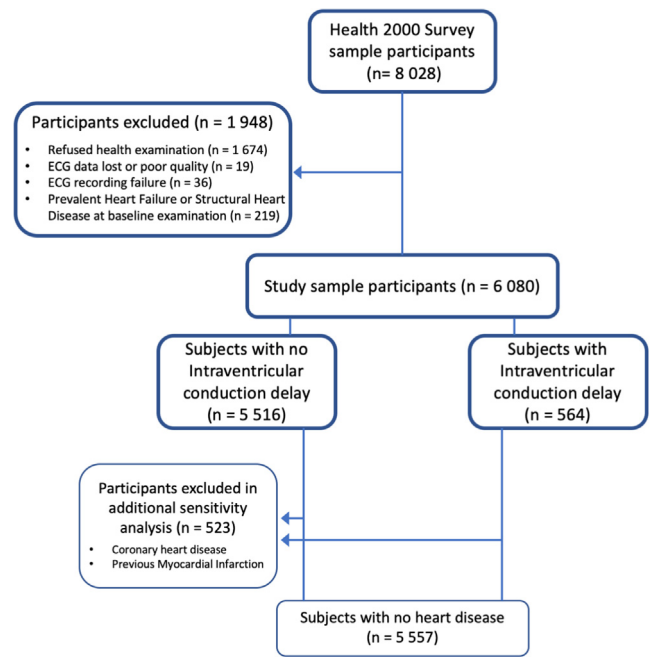 Health 2000 Survey
sample participants
(n= 8 028)
Participants excluded (n = 1 948)
• Refused health examination (n = 1 674)
• ECG data lost or poor quality (n = 19)
• ECG recording failure (n = 36)
• Prevalent Heart Failure or Structural Heart
Disease at baseline examination (n = 219)
Study sample participants (n = 6 080)
Subjects with no
Intraventricular
conduction delay
(n = 5 516)
Subjects with
Intraventricular
conduction delay
(n = 564)
Participants excluded in
additional sensitivity
analysis (n = 523)
• Coronary heart disease
• Previous Myocardial Infarction
Subjects with no heart disease
(n = 5 557)